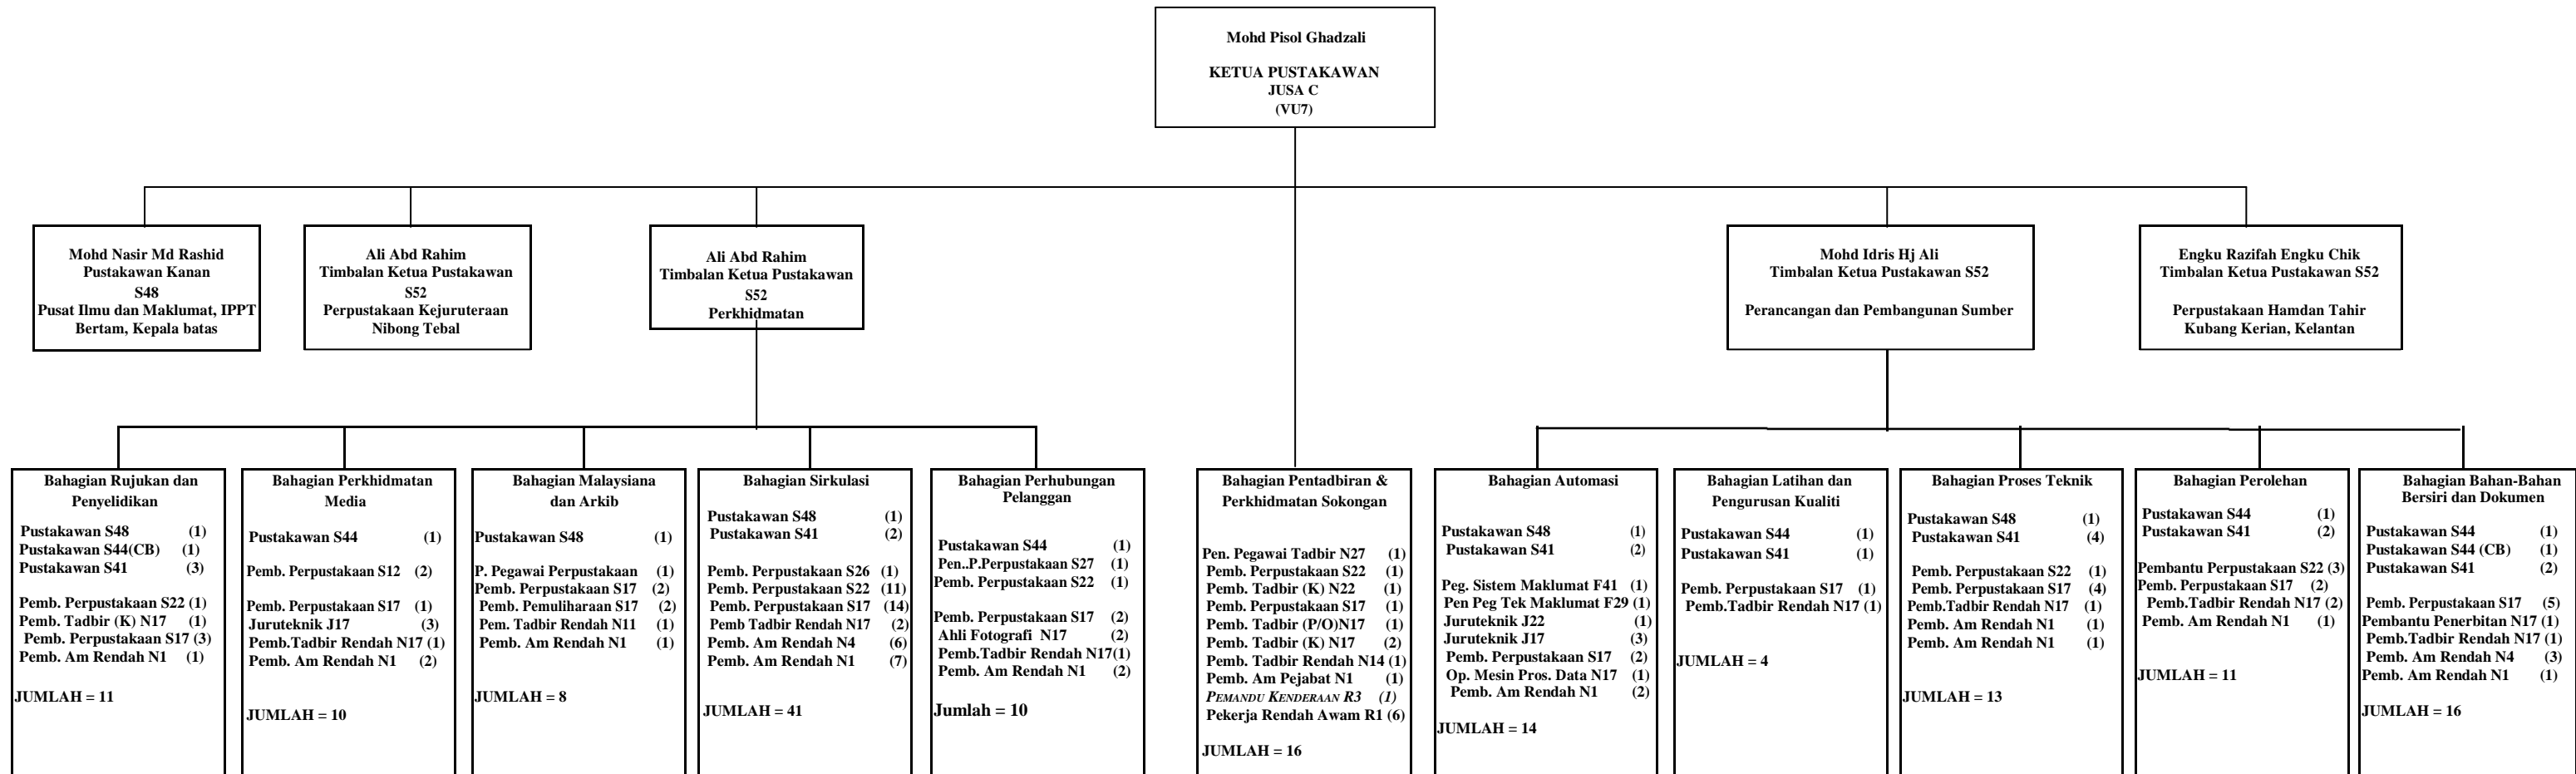 Mohd Pisol Ghadzali
KETUA PUSTAKAWAN
JUSA C
(VU7)
Mohd Nasir Md Rashid
Pustakawan Kanan
S48
Pusat Ilmu dan Maklumat, IPPT
Bertam, Kepala batas
Ali Abd Rahim
Timbalan Ketua Pustakawan
S52
Perpustakaan Kejuruteraan
Nibong Tebal
Ali Abd Rahim
Timbalan Ketua Pustakawan
S52
Perkhidmatan
Mohd Idris Hj Ali
Timbalan Ketua Pustakawan S52
Perancangan dan Pembangunan Sumber
Engku Razifah Engku Chik
Timbalan Ketua Pustakawan S52
Perpustakaan Hamdan Tahir
Kubang Kerian, Kelantan
Bahagian Rujukan dan
Penyelidikan
Pustakawan S48 (1)
Pustakawan S44(CB) (1)
Pustakawan S41 (3)
Pemb. Perpustakaan S22 (1)
Pemb. Tadbir (K) N17 (1)
Pemb. Perpustakaan S17 (3)
Pemb. Am Rendah N1 (1)
JUMLAH = 11
Bahagian Perkhidmatan
Media
Pustakawan S44 (1)
Pemb. Perpustakaan S12 (2)
Pemb. Perpustakaan S17 (1)
Juruteknik J17 (3)
Pemb.Tadbir Rendah N17 (1)
Pemb. Am Rendah N1 (2)
JUMLAH = 10
Bahagian Malaysiana
dan Arkib
Pustakawan S48 (1)
P. Pegawai Perpustakaan (1)
Pemb. Perpustakaan S17 (2)
Pemb. Pemuliharaan S17 (2)
Pem. Tadbir Rendah N11 (1)
Pemb. Am Rendah N1 (1)
JUMLAH = 8
Bahagian Sirkulasi
Pustakawan S48 (1)
Pustakawan S41 (2)
Pemb. Perpustakaan S26 (1)
Pemb. Perpustakaan S22 (11)
Pemb. Perpustakaan S17 (14)
Pemb Tadbir Rendah N17 (2)
Pemb. Am Rendah N4 (6)
Pemb. Am Rendah N1 (7)
JUMLAH = 41
Bahagian Perhubungan
Pelanggan
Pustakawan S44 (1)
Pen..P.Perpustakaan S27 (1)
Pemb. Perpustakaan S22 (1)
Pemb. Perpustakaan S17 (2)
Ahli Fotografi N17 (2)
Pemb.Tadbir Rendah N17(1)
Pemb. Am Rendah N1 (2)
Jumlah = 10
Bahagian Pentadbiran &
Perkhidmatan Sokongan
Pen. Pegawai Tadbir N27 (1)
Pemb. Perpustakaan S22 (1)
Pemb. Tadbir (K) N22 (1)
Pemb. Perpustakaan S17 (1)
Pemb. Tadbir (P/O)N17 (1)
Pemb. Tadbir (K) N17 (2)
Pemb. Tadbir Rendah N14 (1)
Pemb. Am Pejabat N1 (1)
PEMANDU KENDERAAN R3 (1)
Pekerja Rendah Awam R1 (6)
JUMLAH = 16
Bahagian Automasi
Pustakawan S48 (1)
Pustakawan S41 (2)
Peg. Sistem Maklumat F41 (1)
Pen Peg Tek Maklumat F29 (1)
Juruteknik J22 (1)
Juruteknik J17 (3)
Pemb. Perpustakaan S17 (2)
Op. Mesin Pros. Data N17 (1)
Pemb. Am Rendah N1 (2)
JUMLAH = 14
Bahagian Latihan dan
Pengurusan Kualiti
Pustakawan S44 (1)
Pustakawan S41 (1)
Pemb. Perpustakaan S17 (1)
Pemb.Tadbir Rendah N17 (1)
JUMLAH = 4
Bahagian Proses Teknik
Pustakawan S48 (1)
Pustakawan S41 (4)
Pemb. Perpustakaan S22 (1)
Pemb. Perpustakaan S17 (4)
Pemb.Tadbir Rendah N17 (1)
Pemb. Am Rendah N1 (1)
Pemb. Am Rendah N1 (1)
JUMLAH = 13
Bahagian Perolehan
Pustakawan S44 (1)
Pustakawan S41 (2)
Pembantu Perpustakaan S22 (3)
Pemb. Perpustakaan S17 (2)
Pemb.Tadbir Rendah N17 (2)
Pemb. Am Rendah N1 (1)
JUMLAH = 11
Bahagian Bahan-Bahan
Bersiri dan Dokumen
Pustakawan S44 (1)
Pustakawan S44 (CB) (1)
Pustakawan S41 (2)
Pemb. Perpustakaan S17 (5)
Pembantu Penerbitan N17 (1)
Pemb.Tadbir Rendah N17 (1)
Pemb. Am Rendah N4 (3)
Pemb. Am Rendah N1 (1)
JUMLAH = 16